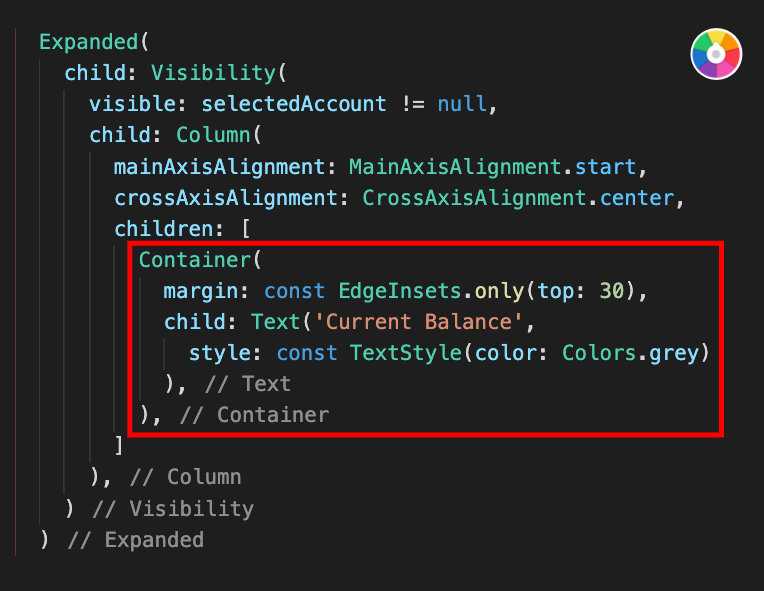 Expanded(
  child: Visibility(
    visible: selectedAccount != null,
    child: Column(
      mainAxisAlignment: MainAxisAlignment.start,
      crossAxisAlignment: CrossAxisAlignment.center,
      children: [
        Container(
          margin: const EdgeInsets.only(top: 30),
          child: Text('Current Balance',
            style: const TextStyle(color: Colors.grey)
          ), // Text
        ), // Container
      ]
    ), // Column
  ) // Visibility
) // Expanded